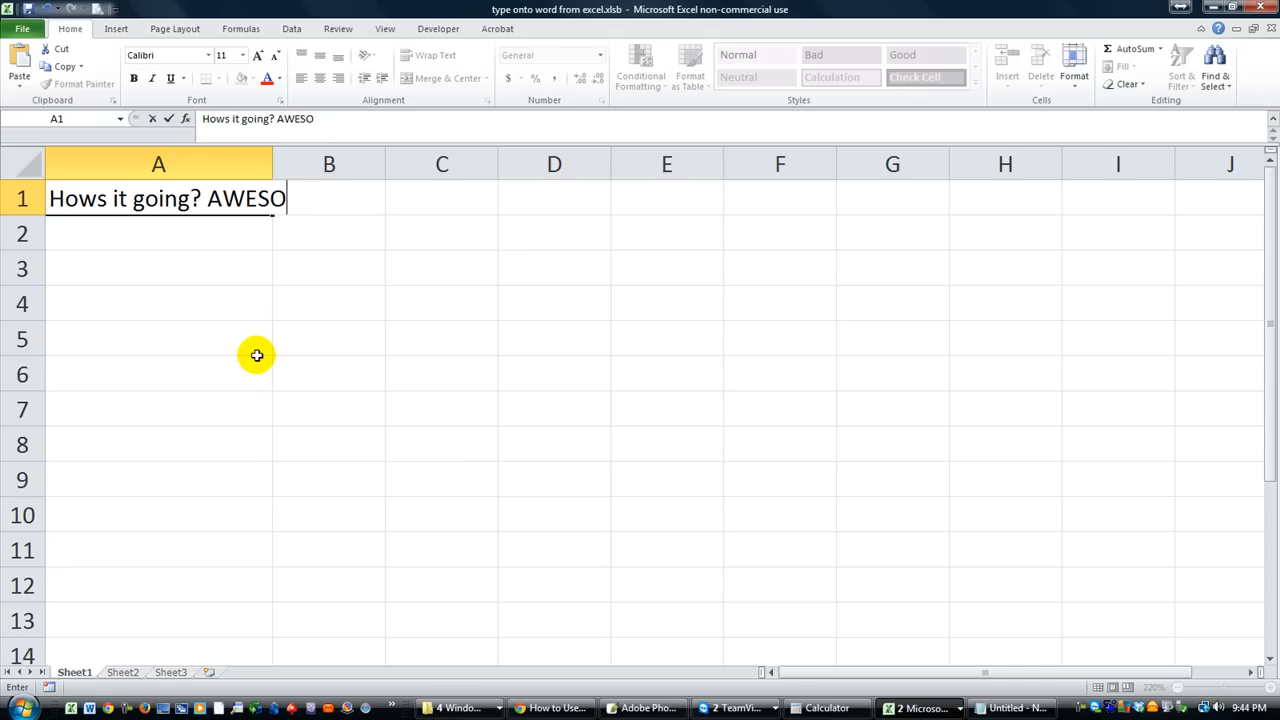 type onto word from excel.xlsb - Microsoft Excel non-commercial use
File Home Insert Page Layout Formulas Data Review View Developer Acrobat
Paste Cut Copy Format Painter Clipboard
Calibri 11 A A B I U A Font
Wrap Text Merge & Center Alignment
General $ % , Number
Conditional Formatting Format as Table
Normal Bad Good
Neutral Calculation Check Cell
Styles
Insert Delete Format Cells
Σ AutoSum Fill Clear Sort & Filter Find & Select Editing
A1 fx Hows it going? AWESO
A B C D E F G H I J
1 Hows it going? AWESO
2
3
4
5
6
7
8
9
10
11
12
13
14
Sheet1 Sheet2 Sheet3
Enter 220%
4 Windo... How to Use... Adobe Pho... 2 TeamVi... Calculator 2 Microso... Untitled - N... 9:44 PM